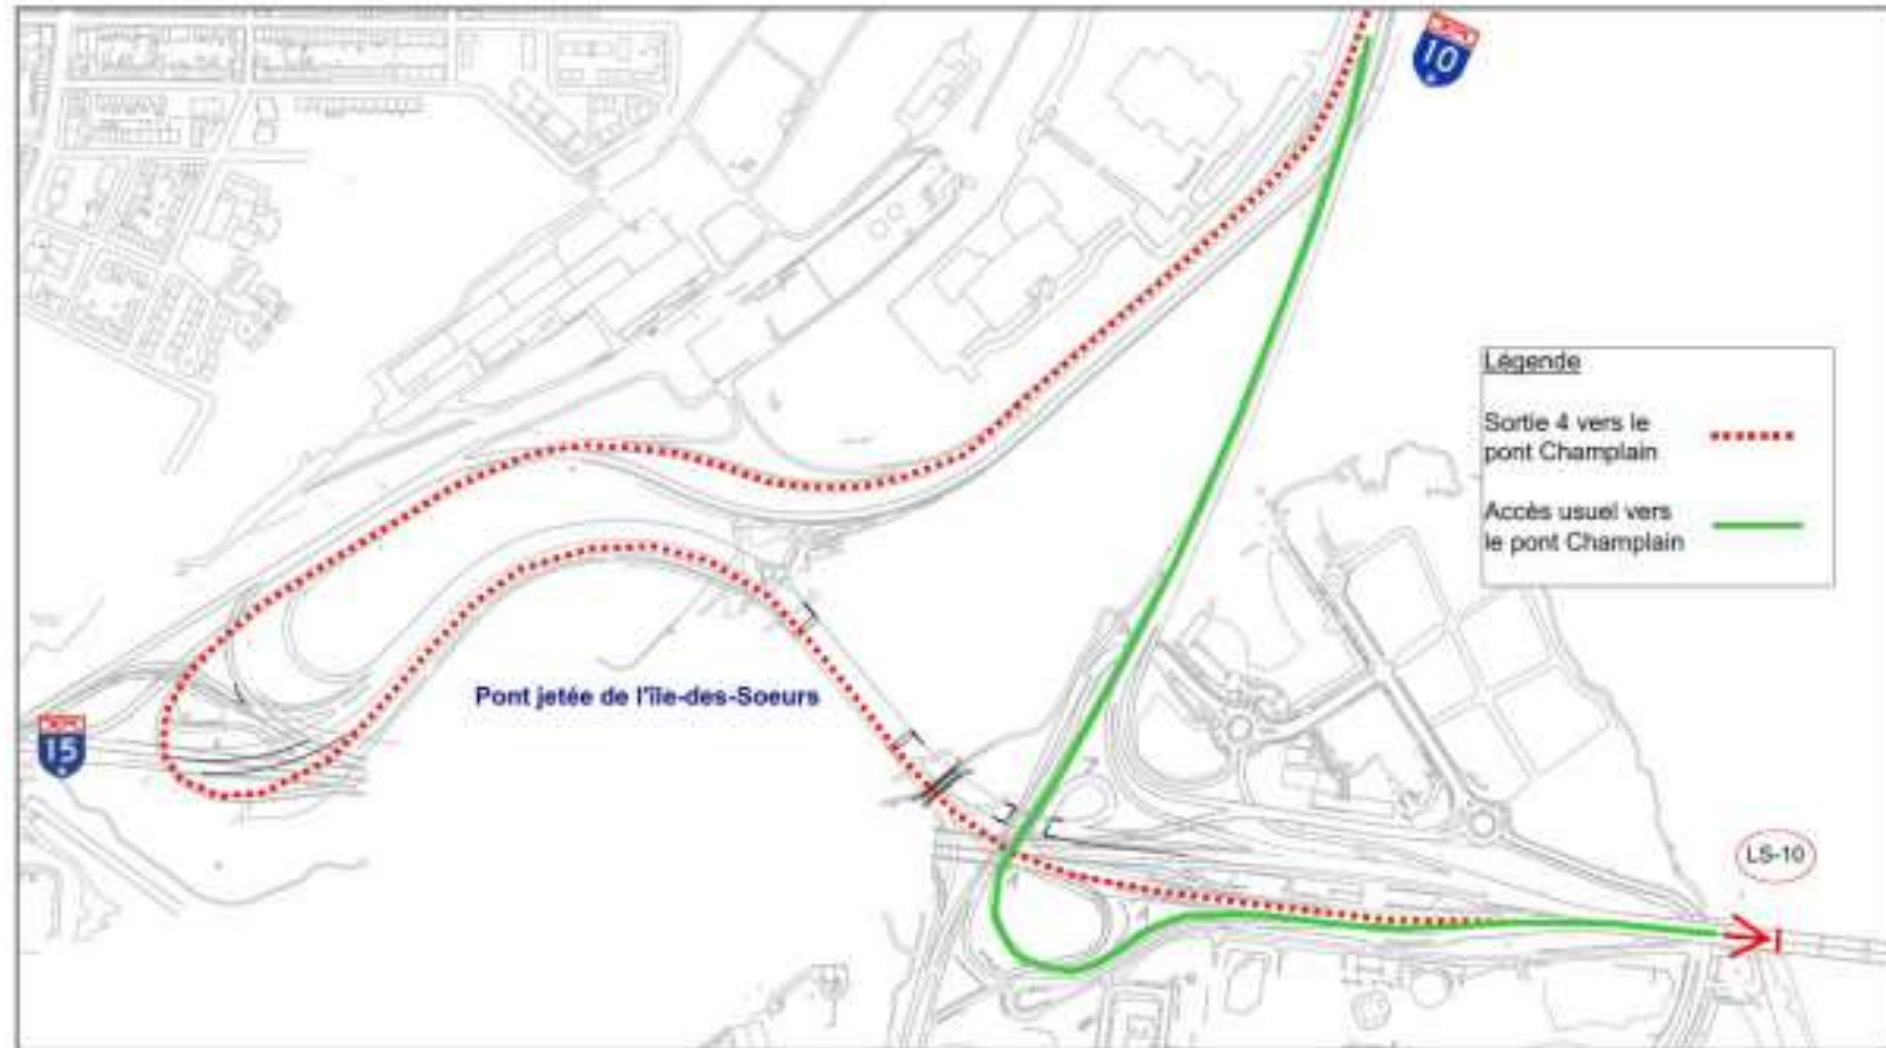 10
Légende
Sortie 4 vers le
pont Champlain
Accès usuel vers
le pont Champlain
Pont jetée de l'île-des-Soeurs
15
LS-10